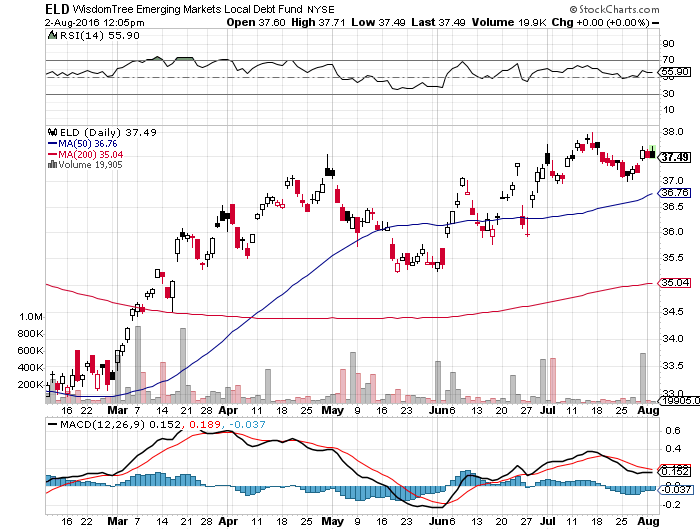 ELD WisdomTree Emerging Markets Local Debt Fund NYSE © StockCharts.com
2-Aug-2016 12:05pm Open 37.60 High 37.71 Low 37.49 Last 37.49 Volume 19.9K Chg +0.00 (+0.00%)
RSI(14) 55.90
90
70
55.90
50
30
10
ELD (Daily) 37.49
MA(50) 36.76
MA(200) 35.04
Volume 19,905
38.0
37.49
37.0
36.76
36.5
36.0
35.5
35.04
34.5
1.0M 34.0
800K
600K 33.5
400K
200K 33.0
19905.0
16 22 Mar 7 14 21 28 Apr 11 18 25 May 9 16 23 Jun 6 13 20 27 Jul 11 18 25 Aug
MACD(12,26,9) 0.152, 0.189, -0.037
0.6
0.4
0.152
-0.037
-0.2
16 22 Mar 7 14 21 28 Apr 11 18 25 May 9 16 23 Jun 6 13 20 27 Jul 11 18 25 Aug